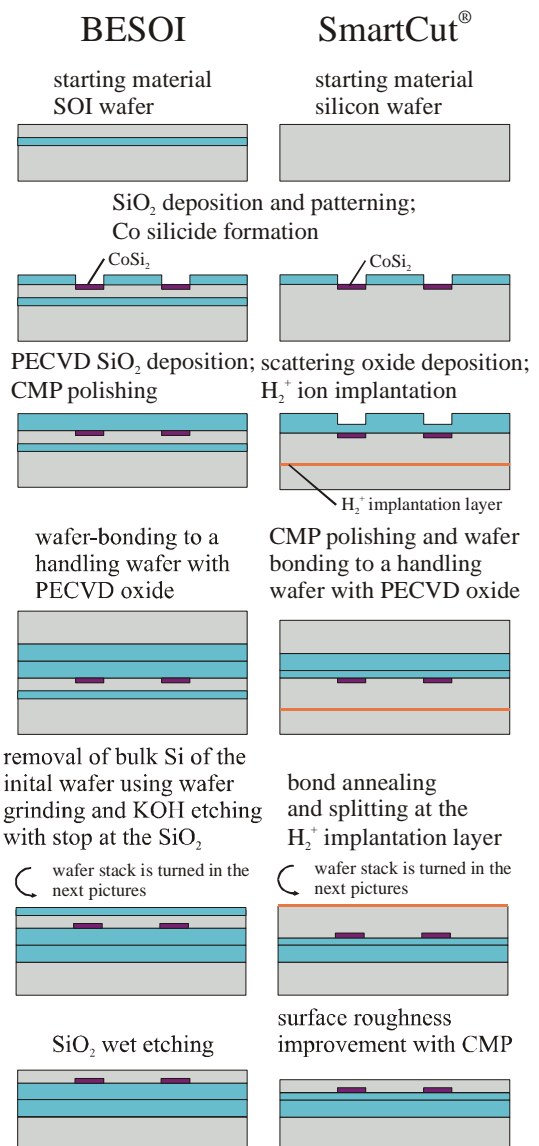 BESOI
SmartCut®
starting material
SOI wafer
starting material
silicon wafer
SiO₂ deposition and patterning;
Co silicide formation
CoSi₂
CoSi₂
PECVD SiO₂ deposition;
CMP polishing
scattering oxide deposition;
H₂⁺ ion implantation
H₂⁺ implantation layer
wafer-bonding to a
handling wafer with
PECVD oxide
CMP polishing and wafer
bonding to a handling
wafer with PECVD oxide
removal of bulk Si of the
inital wafer using wafer
grinding and KOH etching
with stop at the SiO₂
bond annealing
and splitting at the
H₂⁺ implantation layer
wafer stack is turned in the
next pictures
wafer stack is turned in the
next pictures
SiO₂ wet etching
surface roughness
improvement with CMP